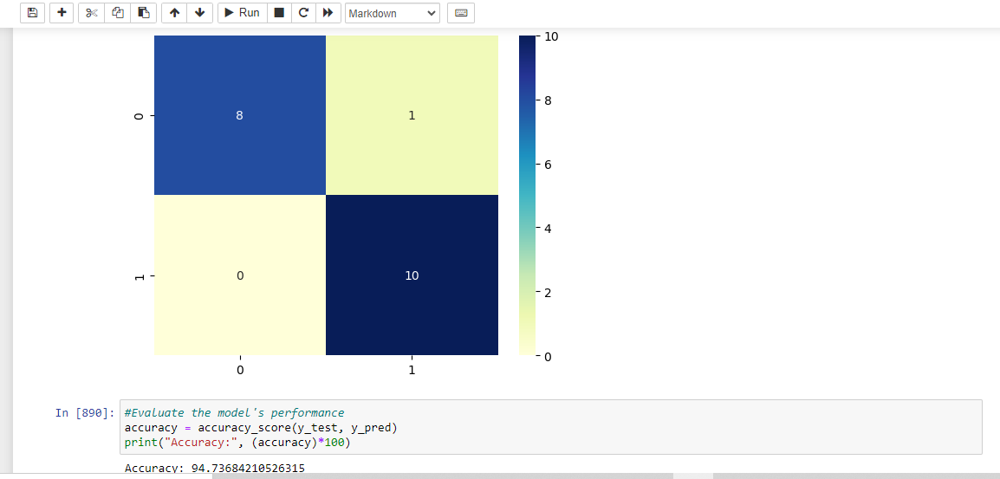 Run
Markdown
10
8
6
4
2
0
0
8
1
1
0
10
0
1
In [890]:
#Evaluate the model's performance
accuracy = accuracy_score(y_test, y_pred)
print("Accuracy:", (accuracy)*100)
Accuracy: 94.73684210526315